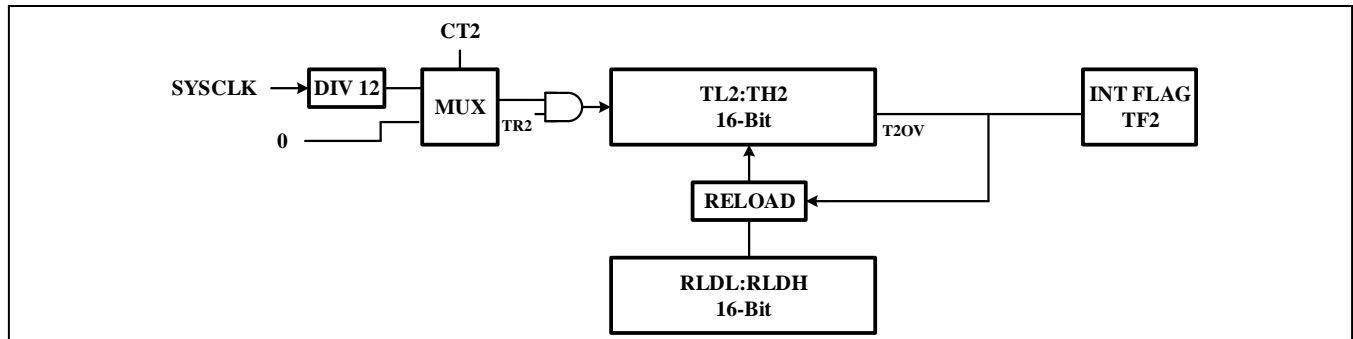 CT2
SYSCLK
DIV 12
MUX
0
TR2
TL2:TH2
16-Bit
T2OV
INT FLAG
TF2
RELOAD
RLDL:RLDH
16-Bit